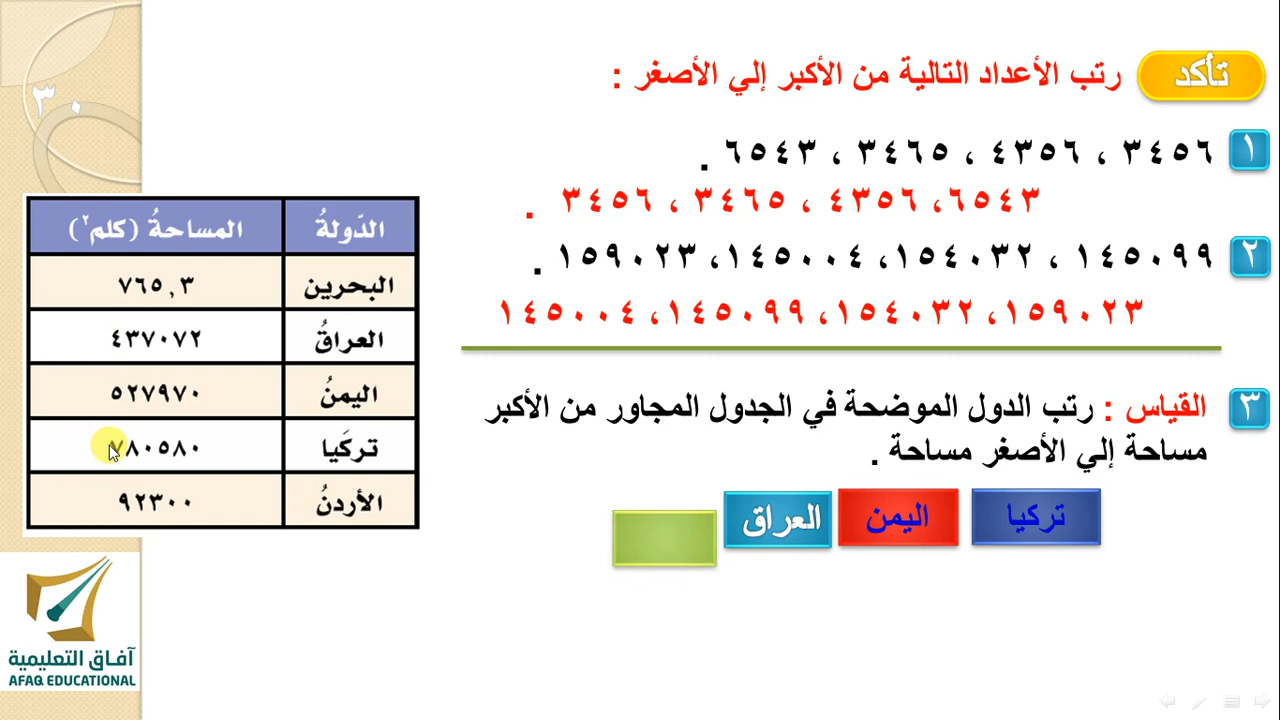 تأكد
رتب الأعداد التالية من الأكبر إلي الأصغر :
١
٣٤٥٦ ، ٤٣٥٦ ، ٣٤٦٥ ، ٦٥٤٣ .
٦٥٤٣، ٤٣٥٦ ، ٣٤٦٥ ، ٣٤٥٦ .
٢
١٤٥٠٩٩ ، ١٥٤٠٣٢، ١٤٥٠٠٤، ١٥٩٠٢٣ .
١٥٩٠٢٣، ١٥٤٠٣٢، ١٤٥٠٩٩، ١٤٥٠٠٤
٣
القياس : رتب الدول الموضحة في الجدول المجاور من الأكبر
مساحة إلي الأصغر مساحة .
تركيا اليمن العراق
٣٠
الدّولةُ المساحةُ (كلم٢)
البحرين ٧٦٥,٣
العراقُ ٤٣٧٠٧٢
اليمنُ ٥٢٧٩٧٠
تركَيا ٧٨٠٥٨٠
الأردنُ ٩٢٣٠٠
آفاق التعليمية
AFAQ EDUCATIONAL